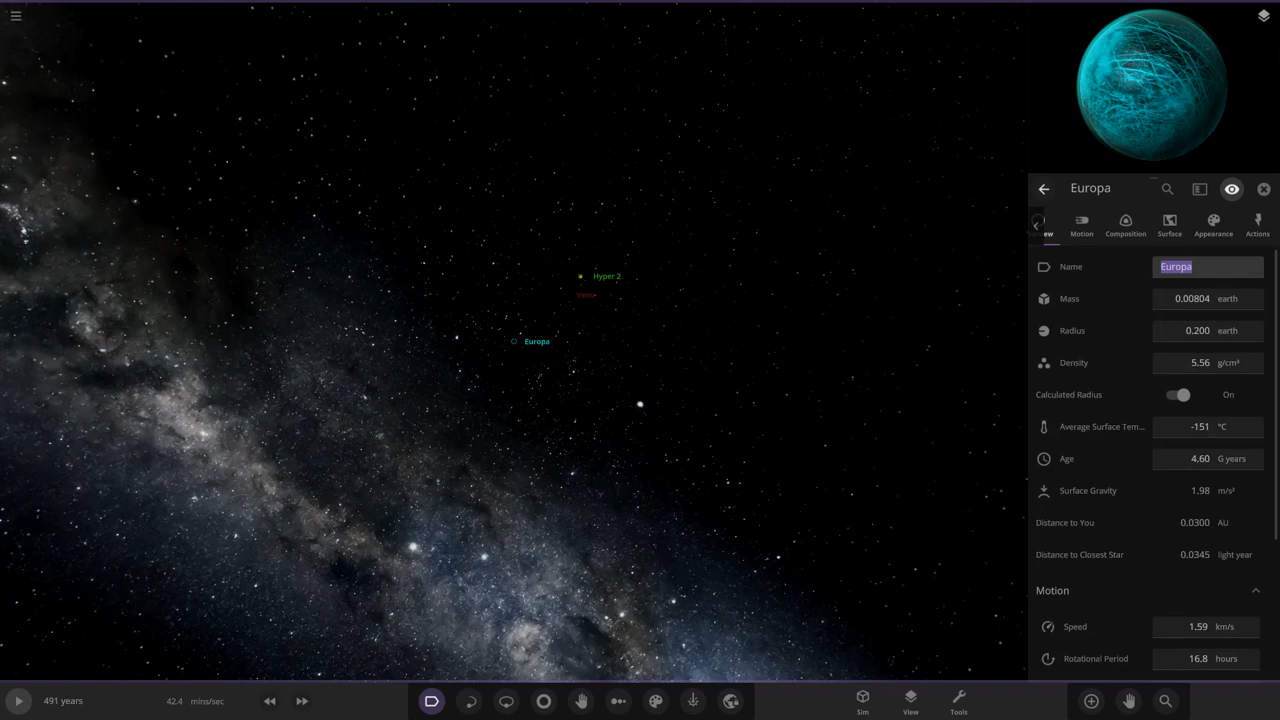 Hyper 2
Europa
Europa
ew
Motion
Composition
Surface
Appearance
Actions
Name
Europa
Mass
0.00804 earth
Radius
0.200 earth
Density
5.56 g/cm³
Calculated Radius
On
Average Surface Tem...
-151 °C
Age
4.60 G years
Surface Gravity
1.98 m/s²
Distance to You
0.0300 AU
Distance to Closest Star
0.0345 light year
Motion
Speed
1.59 km/s
Rotational Period
16.8 hours
491 years
42.4 mins/sec
Sim
View
Tools